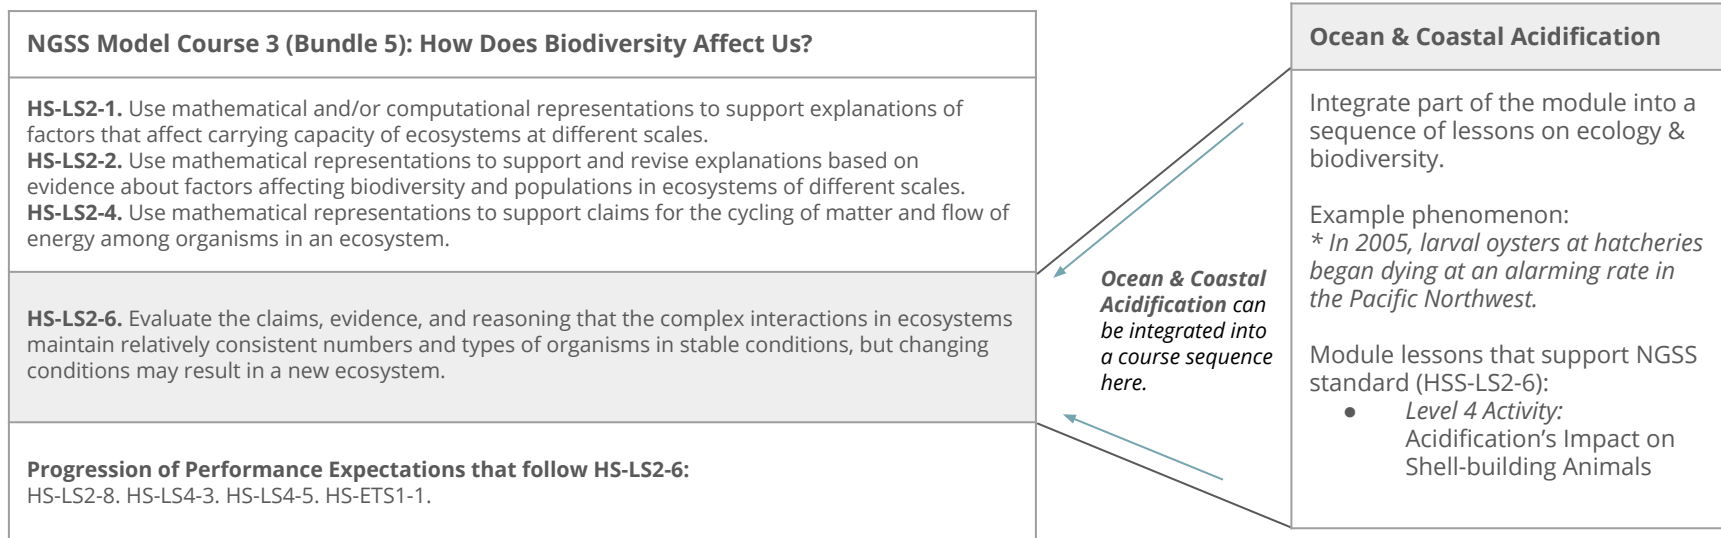 NGSS Model Course 3 (Bundle 5): How Does Biodiversity Affect Us?
HS-LS2-1. Use mathematical and/or computational representations to support explanations of
factors that affect carrying capacity of ecosystems at different scales.
HS-LS2-2. Use mathematical representations to support and revise explanations based on
evidence about factors affecting biodiversity and populations in ecosystems of different scales.
HS-LS2-4. Use mathematical representations to support claims for the cycling of matter and flow of
energy among organisms in an ecosystem.
HS-LS2-6. Evaluate the claims, evidence, and reasoning that the complex interactions in ecosystems
maintain relatively consistent numbers and types of organisms in stable conditions, but changing
conditions may result in a new ecosystem.
Progression of Performance Expectations that follow HS-LS2-6:
HS-LS2-8. HS-LS4-3. HS-LS4-5. HS-ETS1-1.
Ocean & Coastal
Acidification can
be integrated into
a course sequence
here.
Ocean & Coastal Acidification
Integrate part of the module into a
sequence of lessons on ecology &
biodiversity.
Example phenomenon:
* In 2005, larval oysters at hatcheries
began dying at an alarming rate in
the Pacific Northwest.
Module lessons that support NGSS
standard (HSS-LS2-6):
● Level 4 Activity:
Acidification's Impact on
Shell-building Animals